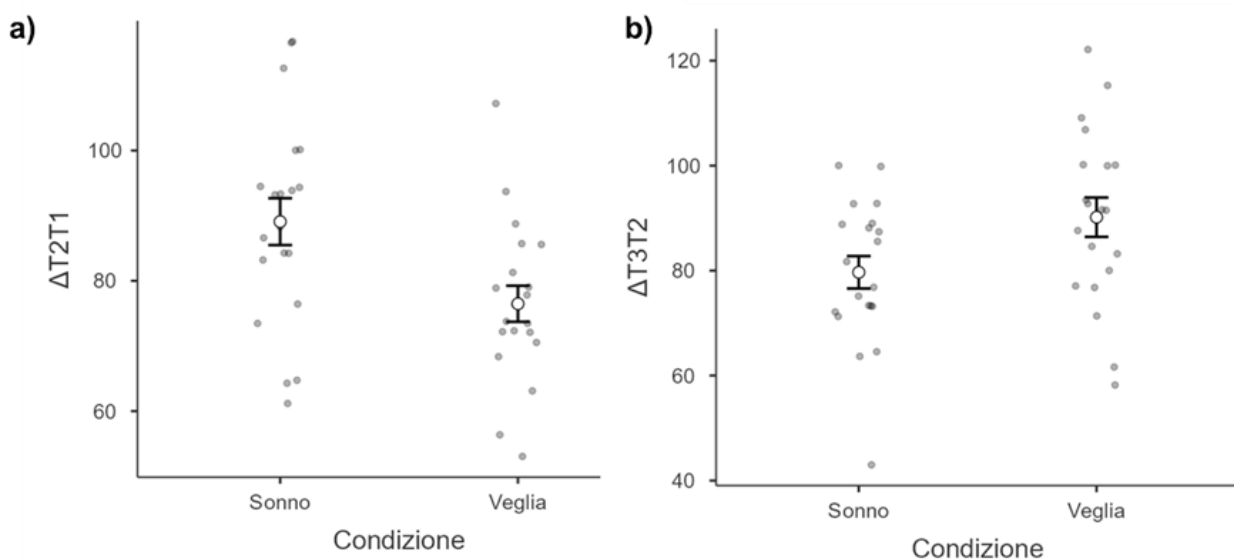 a)
100
80
60
ΔT2T1
Sonno
Veglia
Condizione
b)
120
100
80
60
40
ΔT3T2
Sonno
Veglia
Condizione